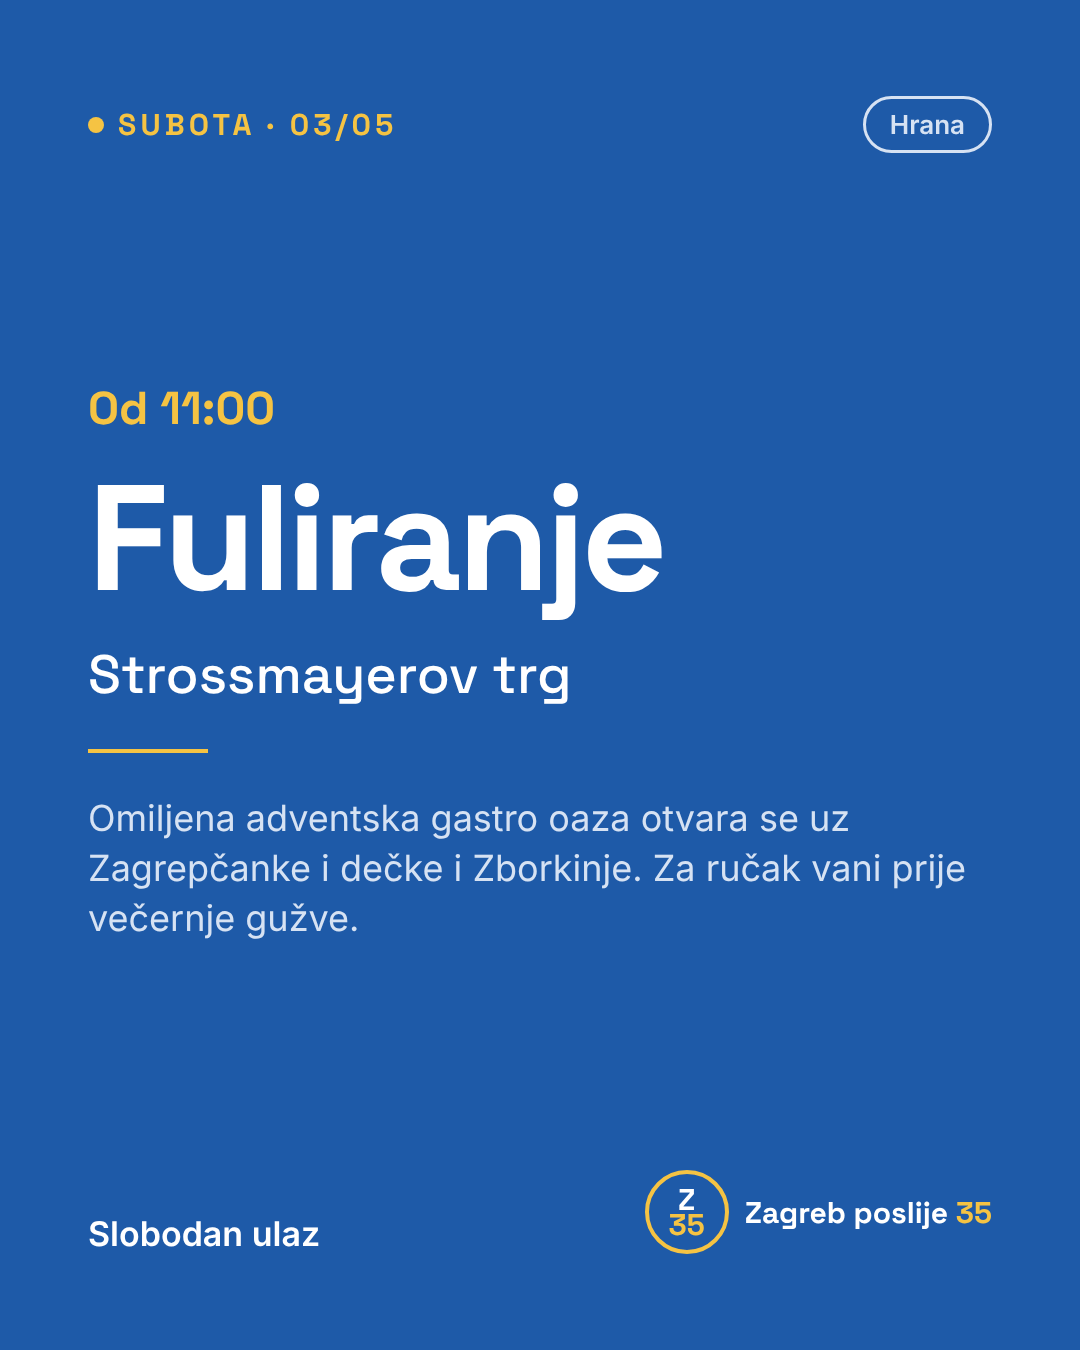 SUBOTA · 03/05
Hrana
Od 11:00
Fuliranje
Strossmayerov trg
Omiljena adventska gastro oaza otvara se uz
Zagrepčanke i dečke i Zborkinje. Za ručak vani prije
večernje gužve.
Slobodan ulaz
Z
35
Zagreb poslije 35